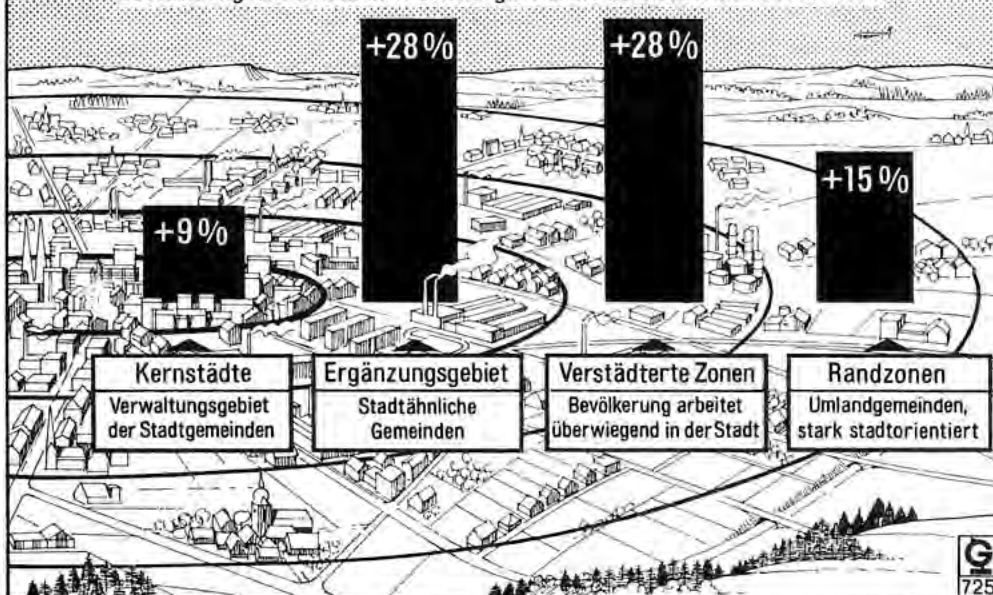 +28%
+28%
+15%
+9%
Kernstädte
Verwaltungsgebiet
der Stadtgemeinden
Ergänzungsgebiet
Stadtähnliche
Gemeinden
Verstädterte Zonen
Bevölkerung arbeitet
überwiegend in der Stadt
Randzonen
Umlandgemeinden,
stark stadtorientiert
G
725